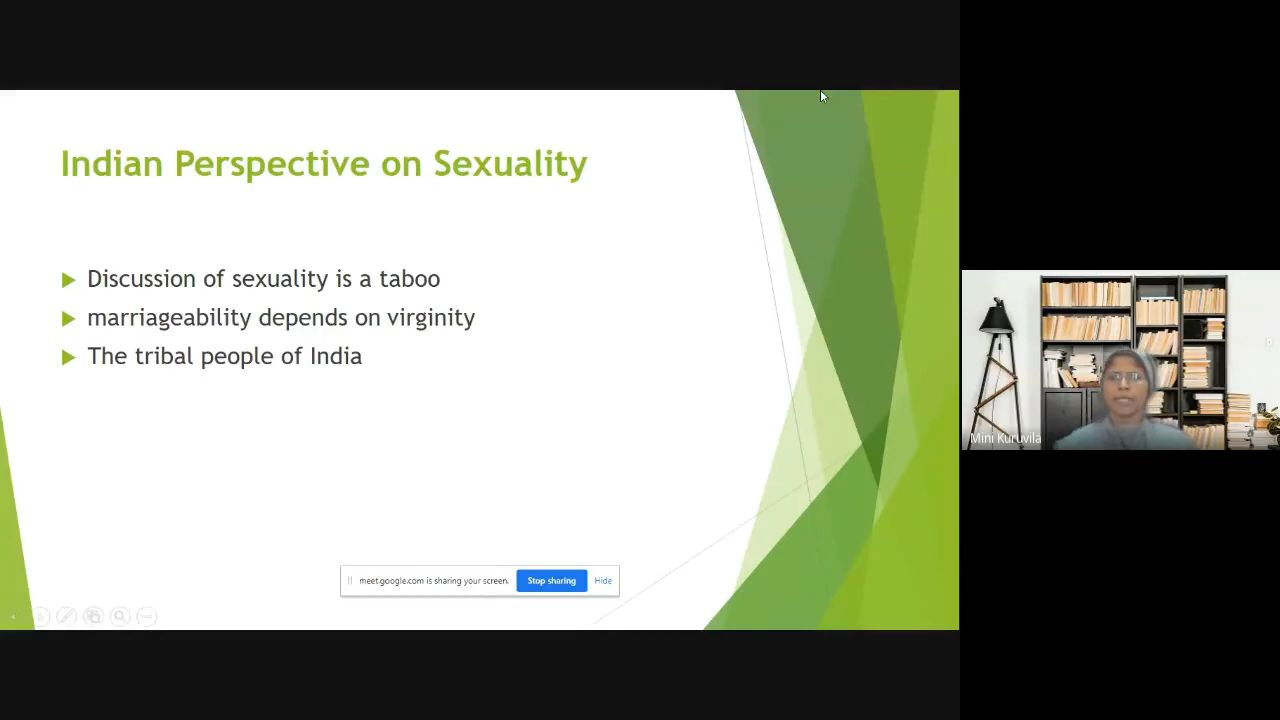 Indian Perspective on Sexuality
Discussion of sexuality is a taboo
marriageability depends on virginity
The tribal people of India
Mini Kuruvila
meet.google.com is sharing your screen. Stop sharing Hide